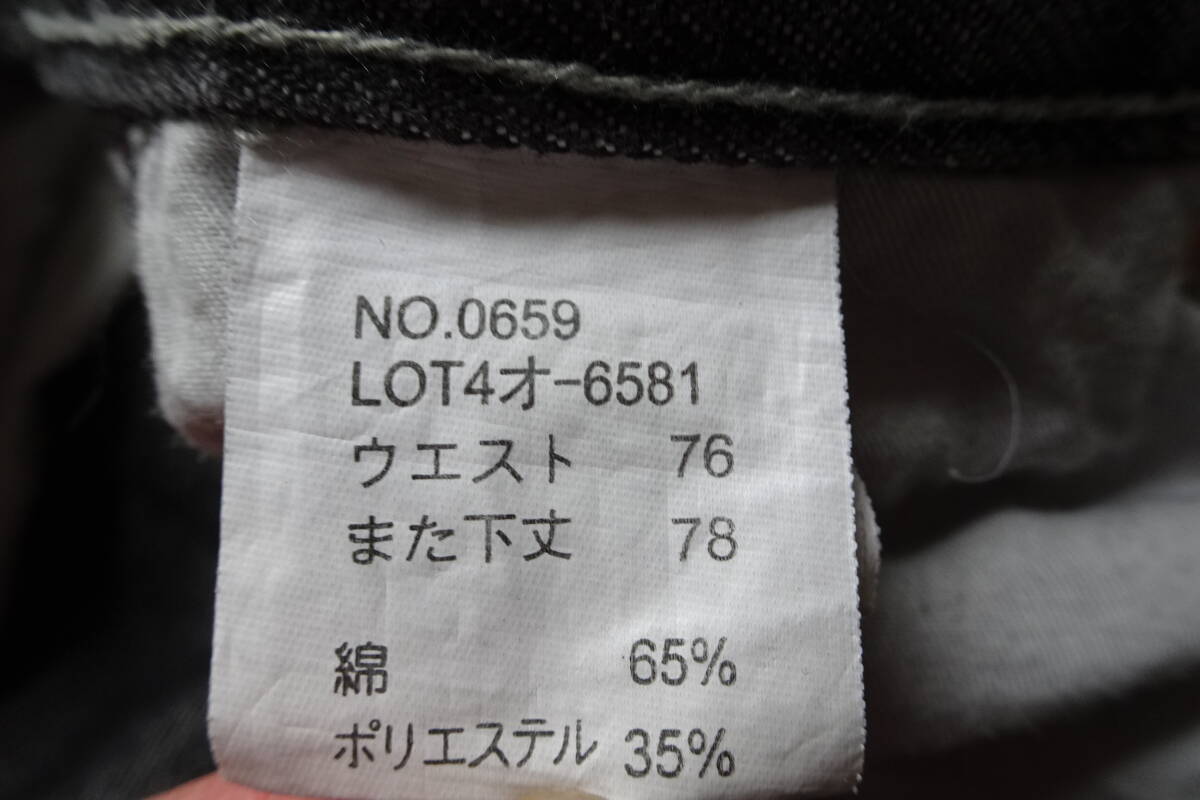 NO.0659
LOT4オ-6581
ウエスト 76
また下丈 78
綿 65%
ポリエステル 35%